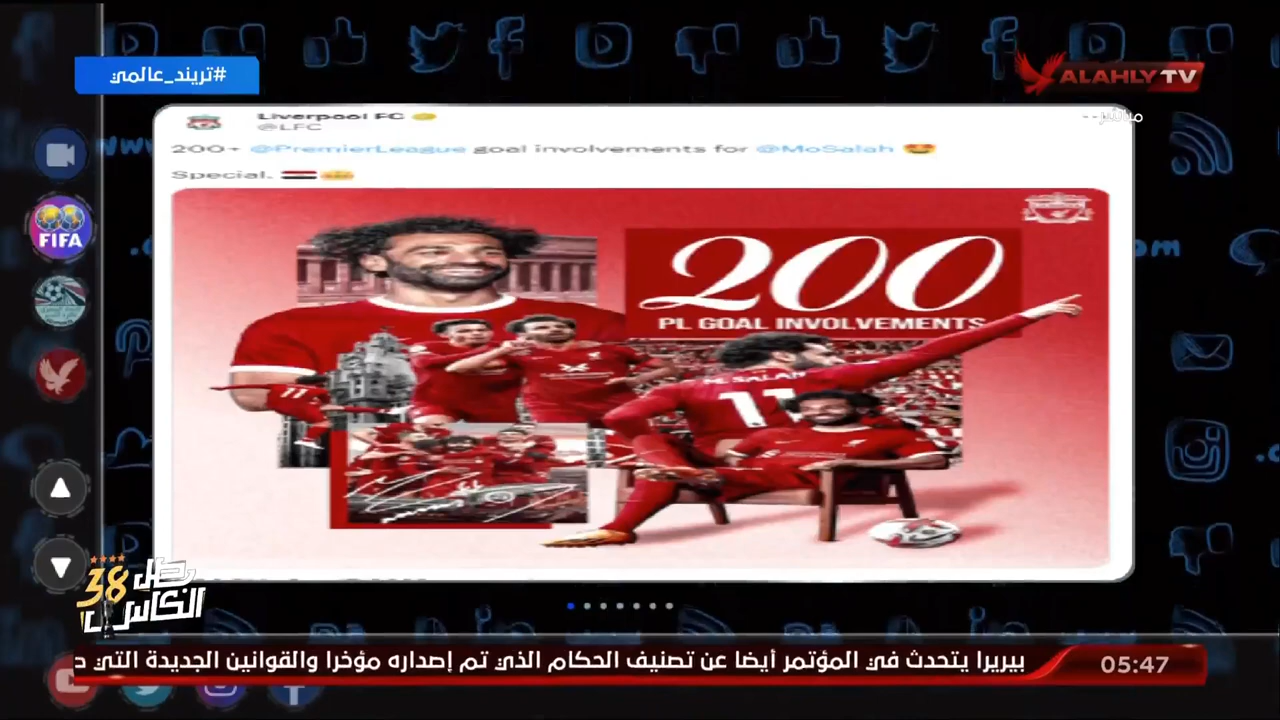 #تريند_عالمي
ALAHLY TV
مباشر
Liverpool FC
@LFC
200+ @PremierLeague goal involvements for @MoSalah
Special.
200
PL GOAL INVOLVEMENTS
M.SALAH
11
11
FIFA
38
بطل الكاس
بيريرا يتحدث في المؤتمر أيضا عن تصنيف الحكام الذي تم إصداره مؤخرا والقوانين الجديدة التي
05:47